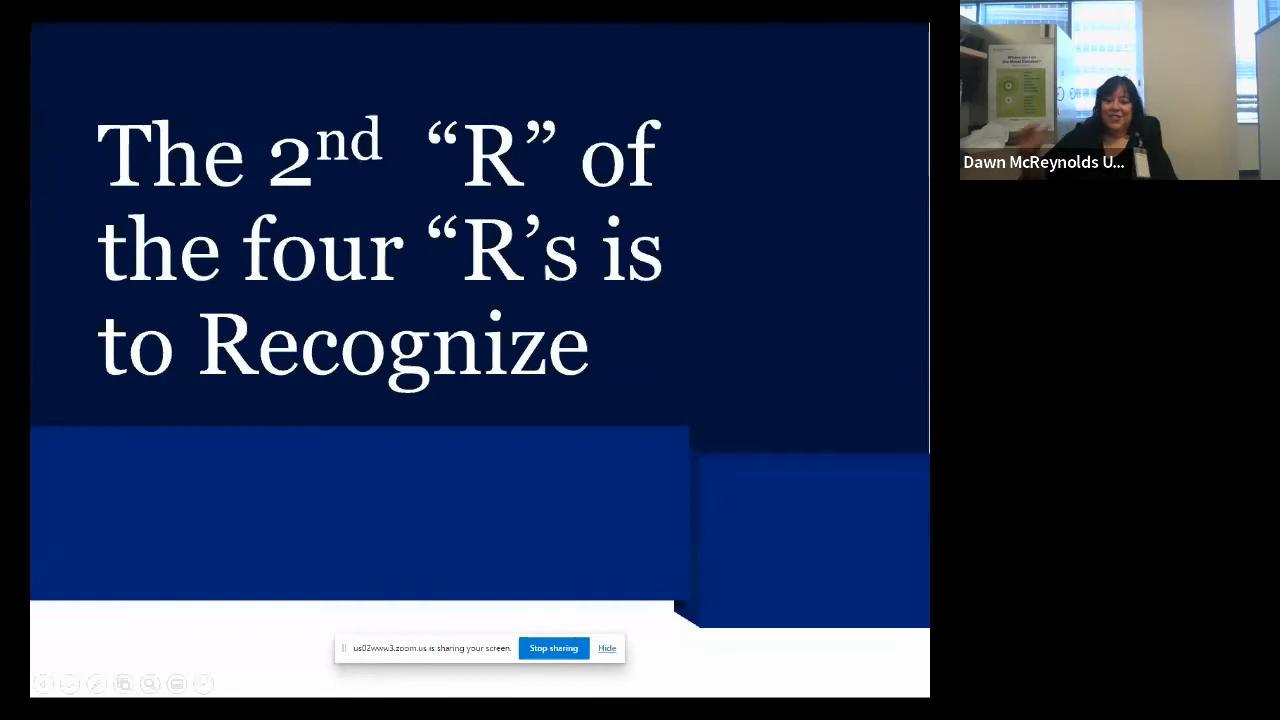 The 2nd “R” of
the four “R’s is
to Recognize
us02www3.zoom.us is sharing your screen.
Stop sharing
Hide
Dawn McReynolds U...